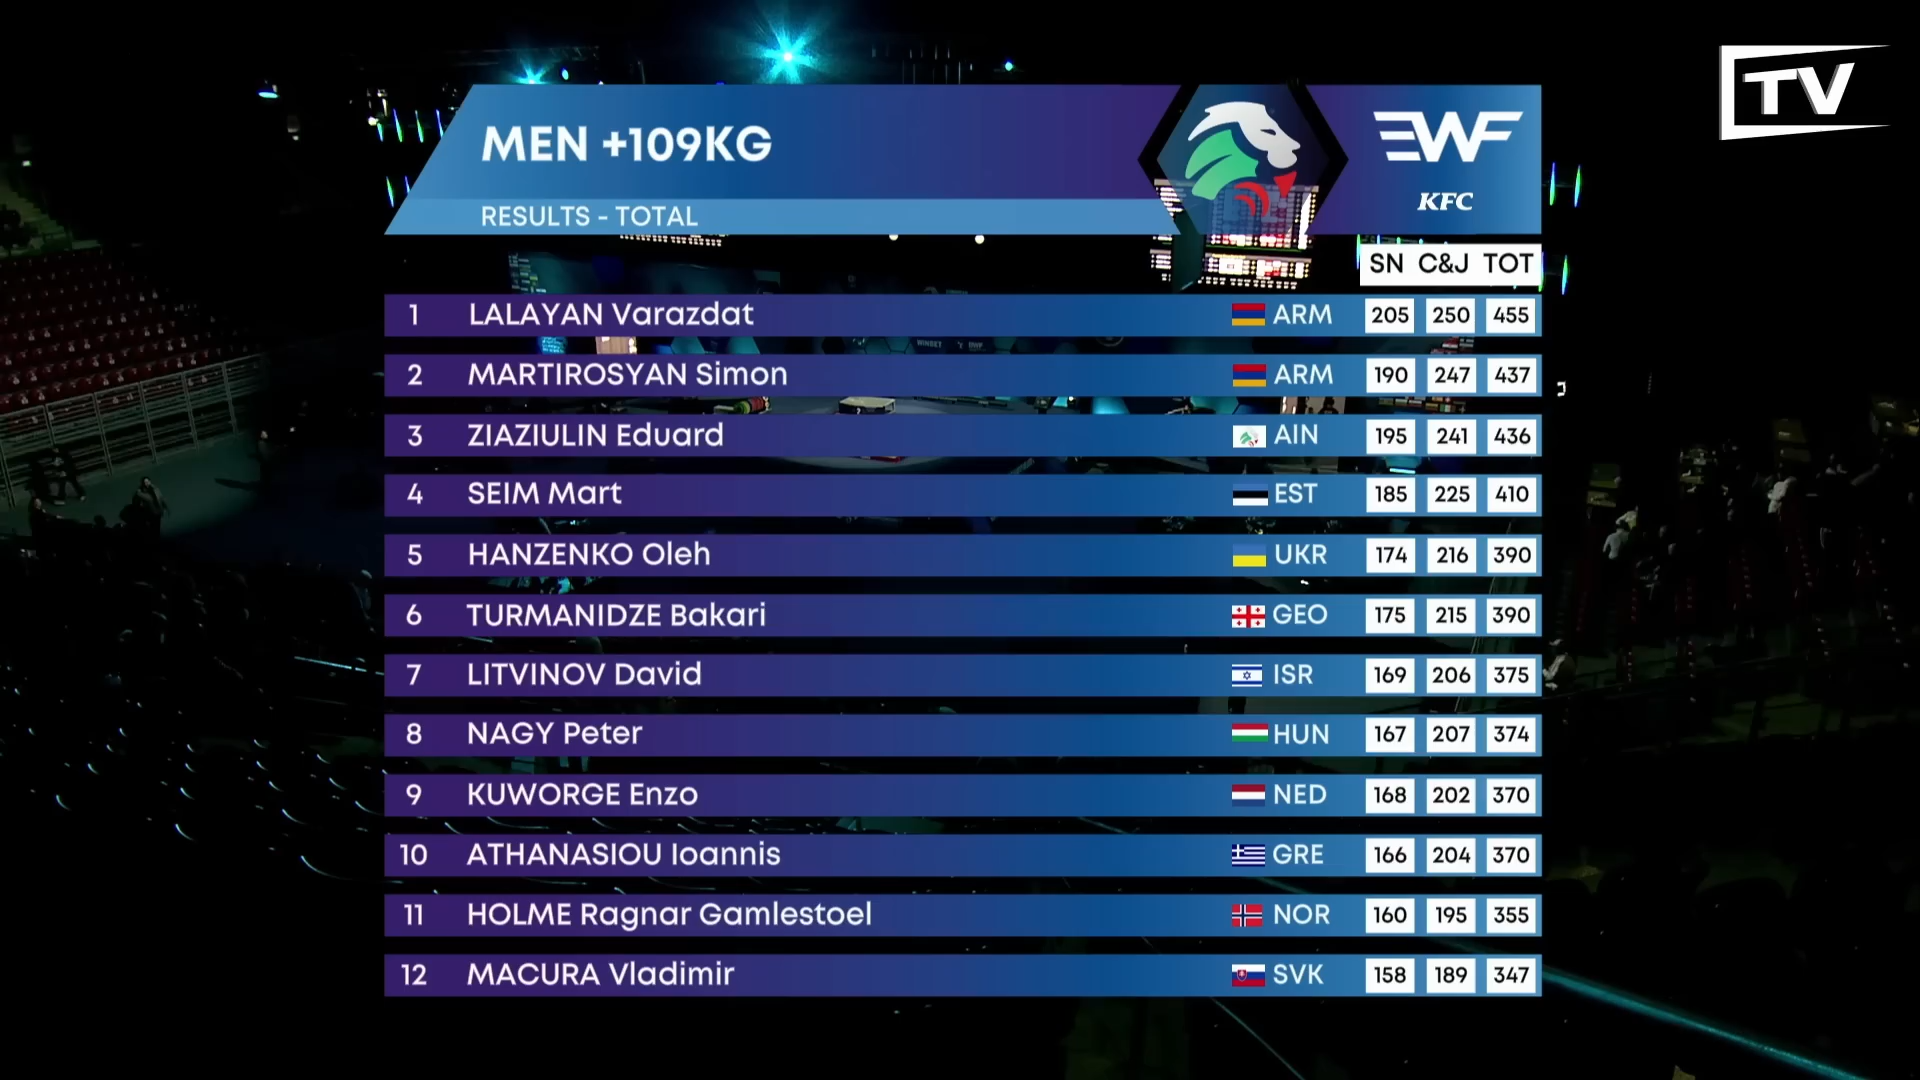 TV
MEN +109KG
EWF
RESULTS - TOTAL
KFC
SN C&J TOT
1 LALAYAN Varazdat ARM 205 250 455
2 MARTIROSYAN Simon ARM 190 247 437
3 ZIAZIULIN Eduard AIN 195 241 436
4 SEIM Mart EST 185 225 410
5 HANZENKO Oleh UKR 174 216 390
6 TURMANIDZE Bakari GEO 175 215 390
7 LITVINOV David ISR 169 206 375
8 NAGY Peter HUN 167 207 374
9 KUWORGE Enzo NED 168 202 370
10 ATHANASIOU Ioannis GRE 166 204 370
11 HOLME Ragnar Gamlestoel NOR 160 195 355
12 MACURA Vladimir SVK 158 189 347